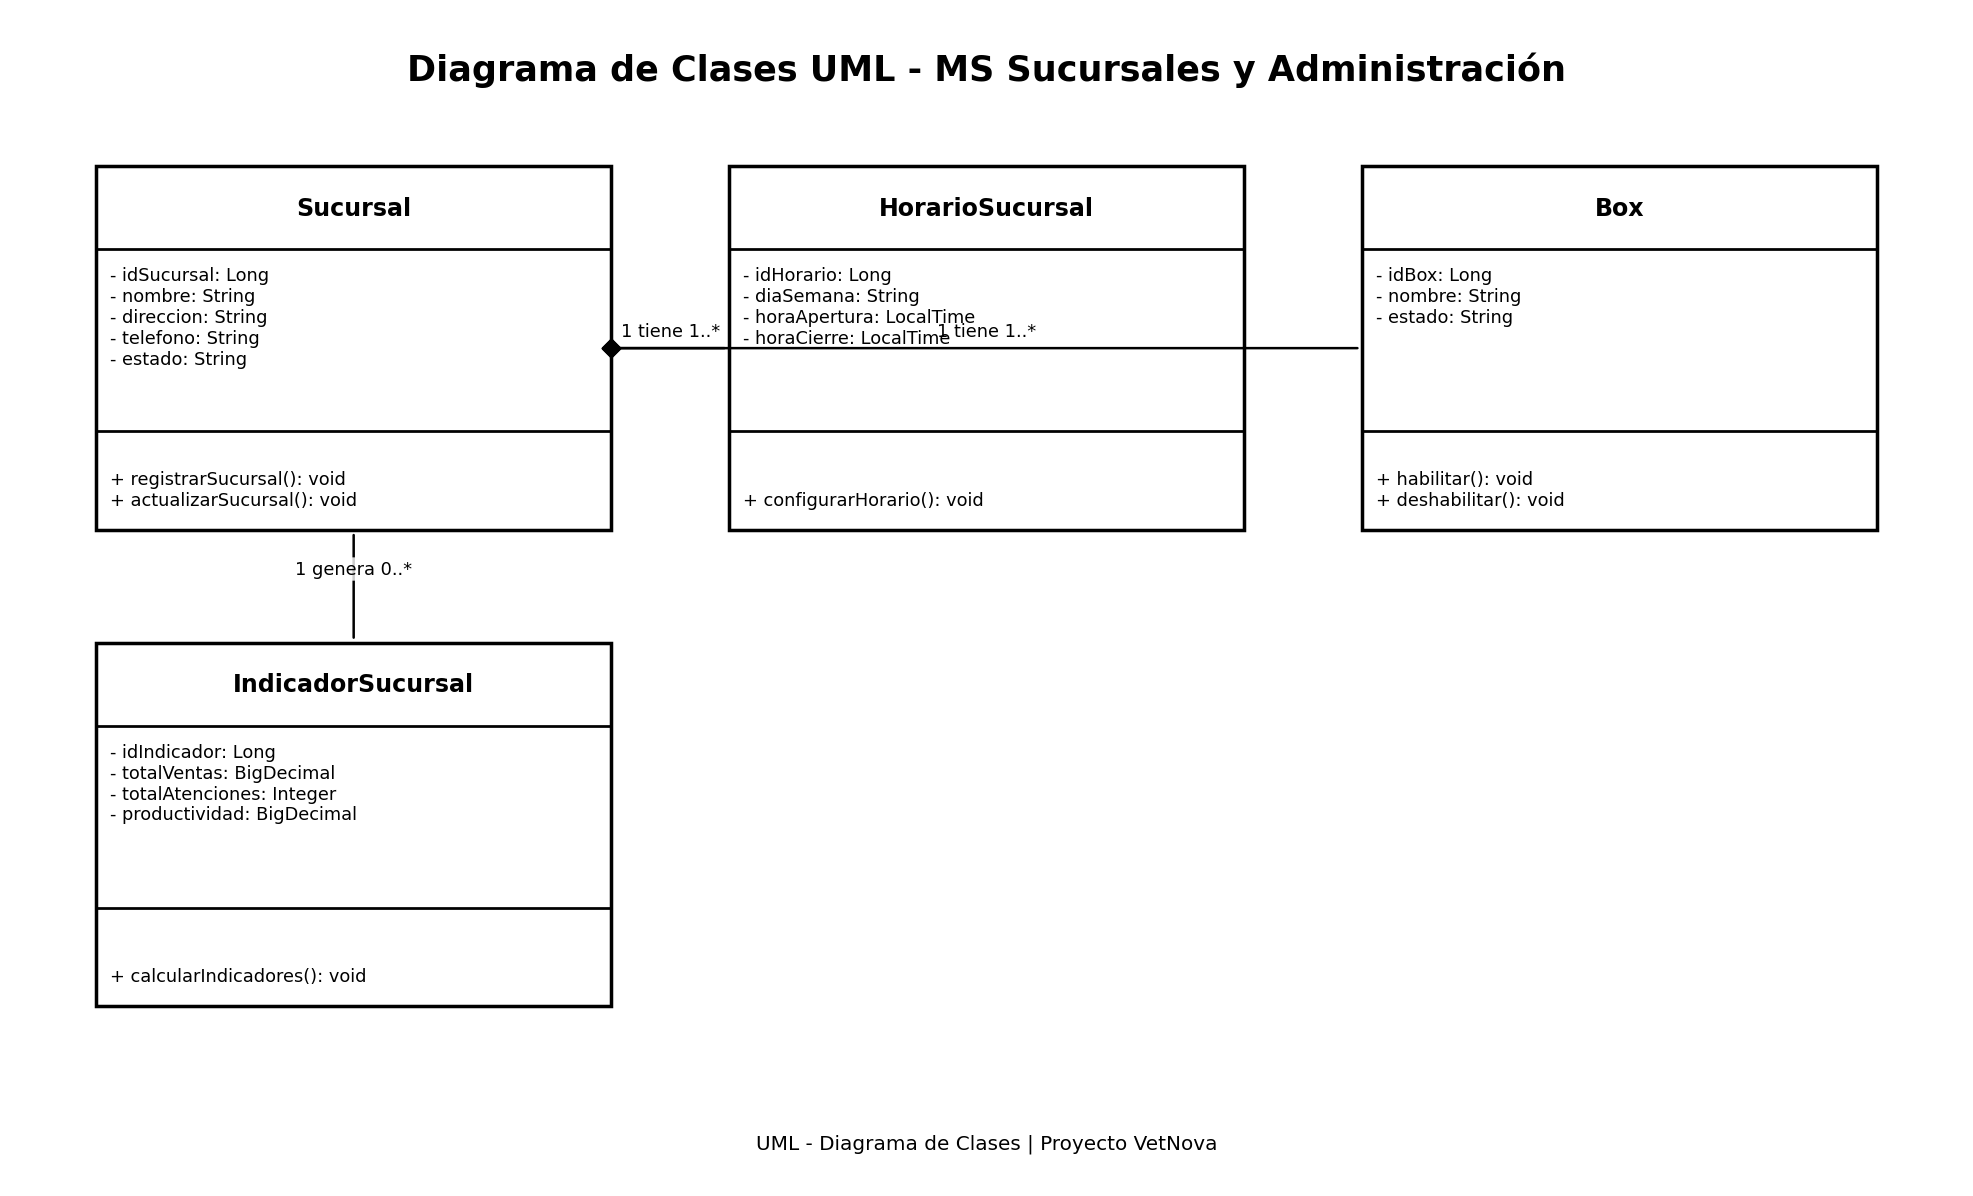 Diagrama de Clases UML - MS Sucursales y Administración
Sucursal
- idSucursal: Long
- nombre: String
- direccion: String
- telefono: String
- estado: String
+ registrarSucursal(): void
+ actualizarSucursal(): void
1 tiene 1..*
HorarioSucursal
- idHorario: Long
- diaSemana: String
- horaApertura: LocalTime
- horaCierre: LocalTime
+ configurarHorario(): void
1 tiene 1..*
Box
- idBox: Long
- nombre: String
- estado: String
+ habilitar(): void
+ deshabilitar(): void
1 genera 0..*
IndicadorSucursal
- idIndicador: Long
- totalVentas: BigDecimal
- totalAtenciones: Integer
- productividad: BigDecimal
+ calcularIndicadores(): void
UML - Diagrama de Clases | Proyecto VetNova